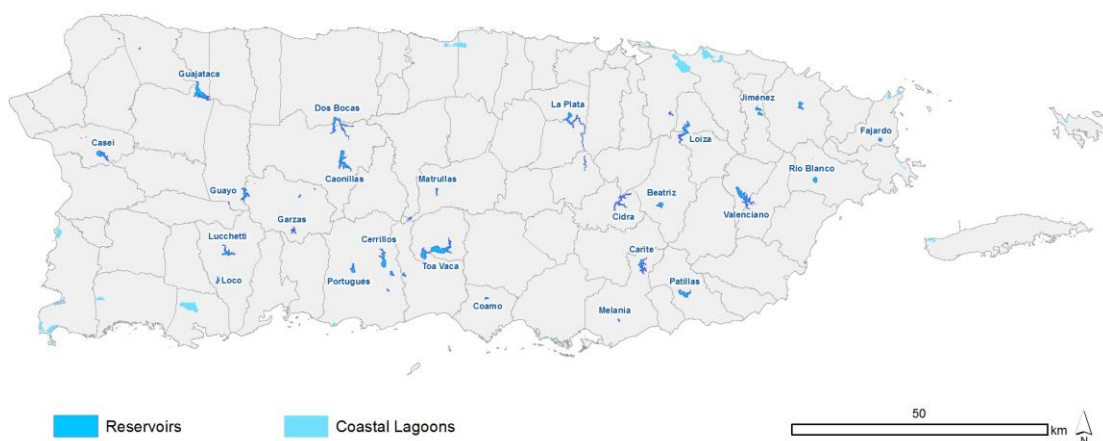 Guajataca
Dos Bocas
La Plata
Jiménez
Casei
Loiza
Fajardo
Guayo
Caonillas
Matrullas
Rio Blanco
Garzas
Cidra
Beatriz
Valenciano
Lucchetti
Cerrillos
Carite
Loco
Portugués
Toa Vaca
Patillas
Coamo
Melania
Reservoirs
Coastal Lagoons
50
km
N